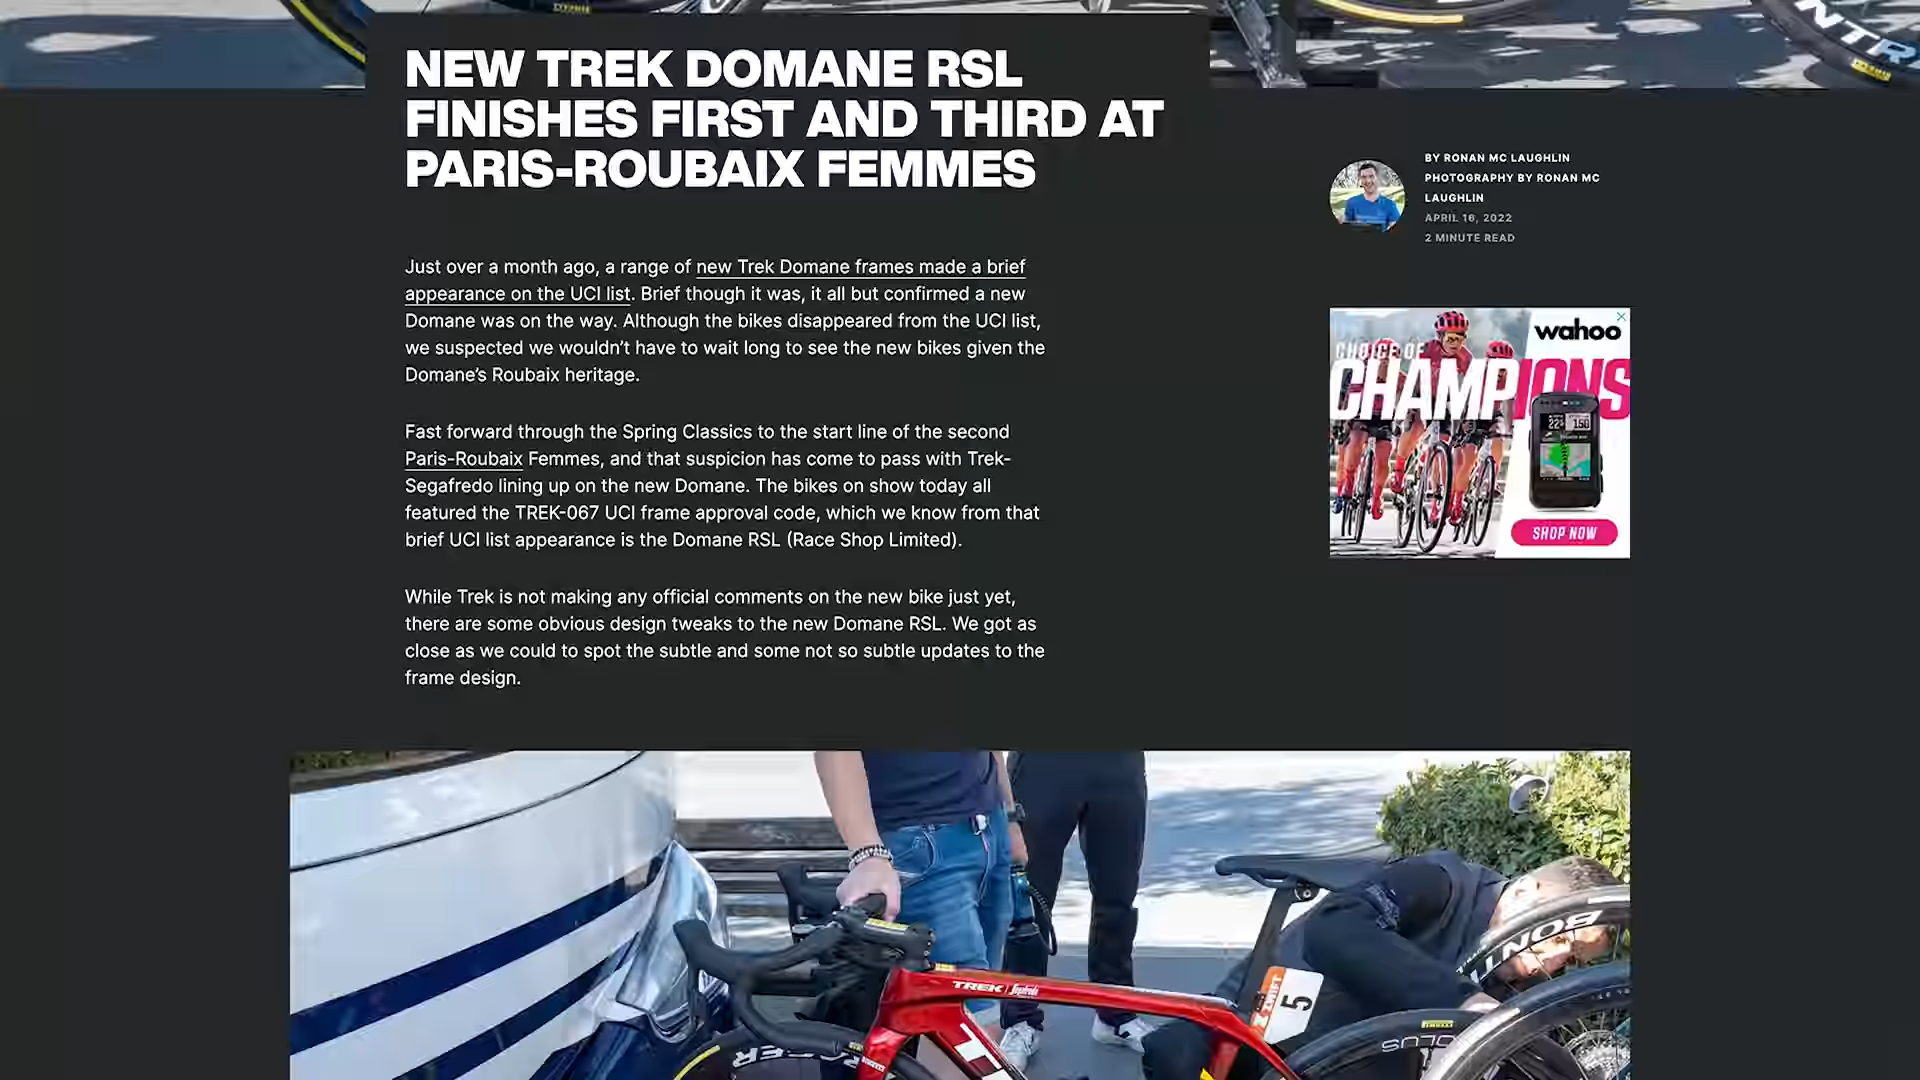 NTR
NEW TREK DOMANE RSL
FINISHES FIRST AND THIRD AT
PARIS-ROUBAIX FEMMES
BY RONAN MC LAUGHLIN
PHOTOGRAPHY BY RONAN MC
LAUGHLIN
APRIL 16, 2022
2 MINUTE READ
Just over a month ago, a range of new Trek Domane frames made a brief
appearance on the UCI list. Brief though it was, it all but confirmed a new
Domane was on the way. Although the bikes disappeared from the UCI list,
we suspected we wouldn’t have to wait long to see the new bikes given the
Domane’s Roubaix heritage.
Fast forward through the Spring Classics to the start line of the second
Paris-Roubaix Femmes, and that suspicion has come to pass with Trek-
Segafredo lining up on the new Domane. The bikes on show today all
featured the TREK-067 UCI frame approval code, which we know from that
brief UCI list appearance is the Domane RSL (Race Shop Limited).
While Trek is not making any official comments on the new bike just yet,
there are some obvious design tweaks to the new Domane RSL. We got as
close as we could to spot the subtle and some not so subtle updates to the
frame design.
wahoo
CHOICE OF
CHAMPIONS
SHOP NOW
BONT
TREK Segafredo
ZWIFT
5